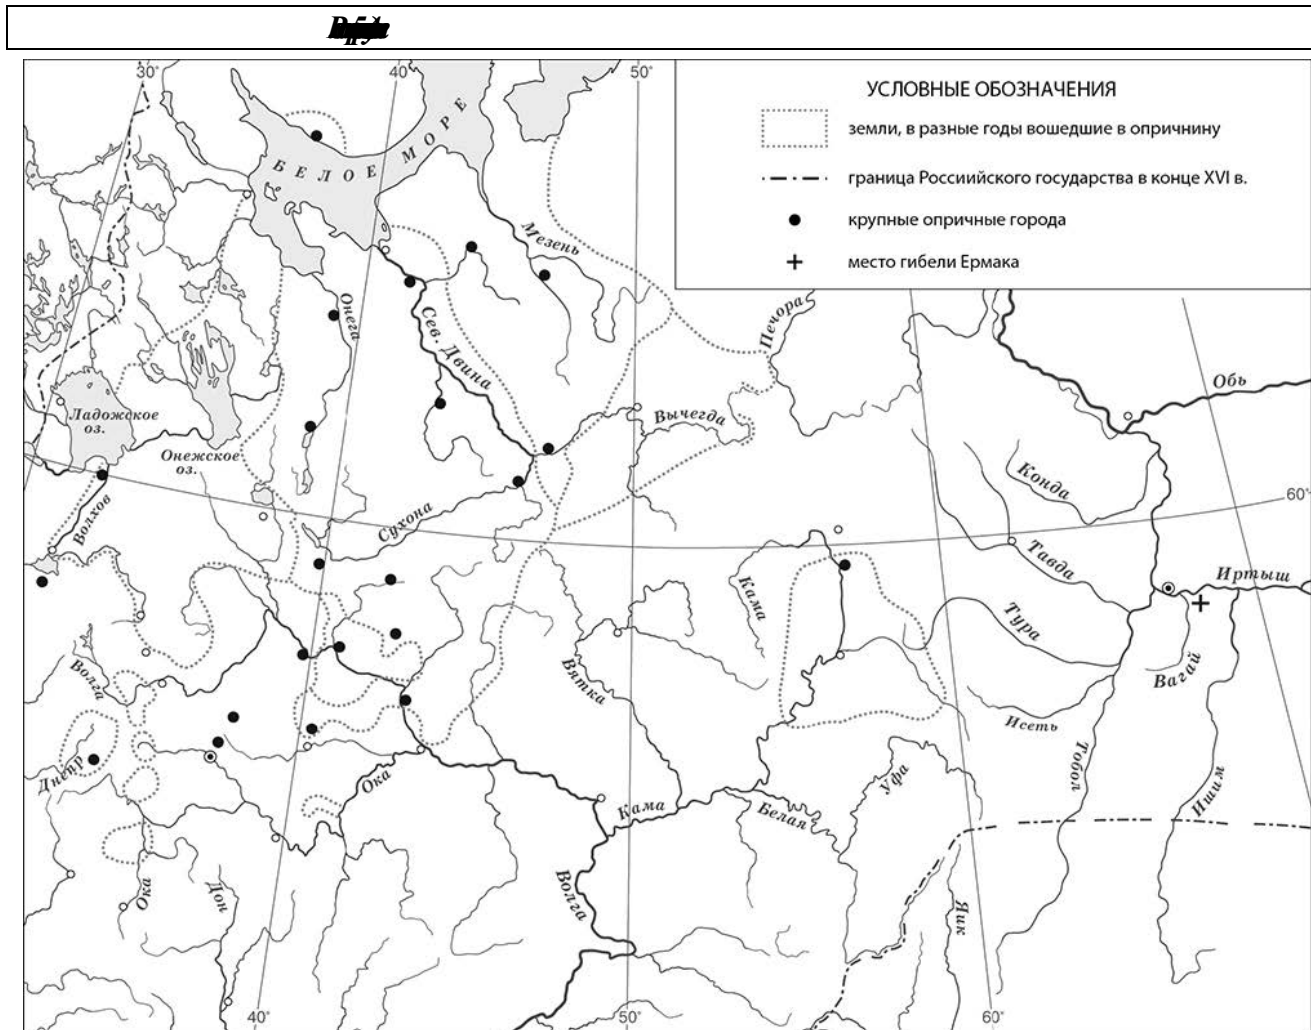 30°
40°
50°
УСЛОВНЫЕ ОБОЗНАЧЕНИЯ
земли, в разные годы вошедшие в опричнину
граница Россиийского государства в конце XVI в.
крупные опричные города
место гибели Ермака
БЕЛОЕ МОРЕ
Мезень
Онега
Сев. Двина
Печора
Обь
Ладожское
оз.
Онежское
оз.
Вычегда
Волхов
Сухона
Конда
60°
Тавда
Иртыш
Кама
Тура
Вагай
Волга
Вятка
Исеть
Днепр
Ока
Тобол
Ишим
Уфа
Кама
Белая
Ока
Дон
Волга
Яик
40°
50°
60°